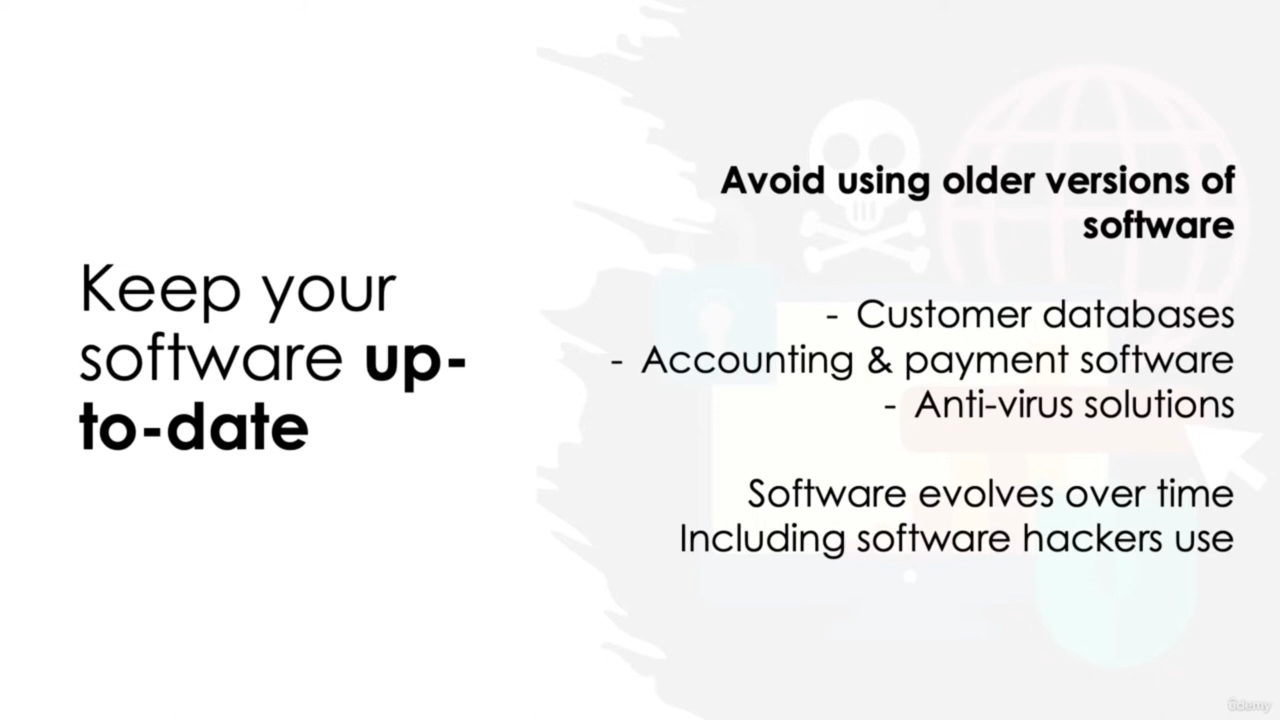 Keep your
software up-
to-date
Avoid using older versions of
software
- Customer databases
- Accounting & payment software
- Anti-virus solutions
Software evolves over time
Including software hackers use
ûdemy